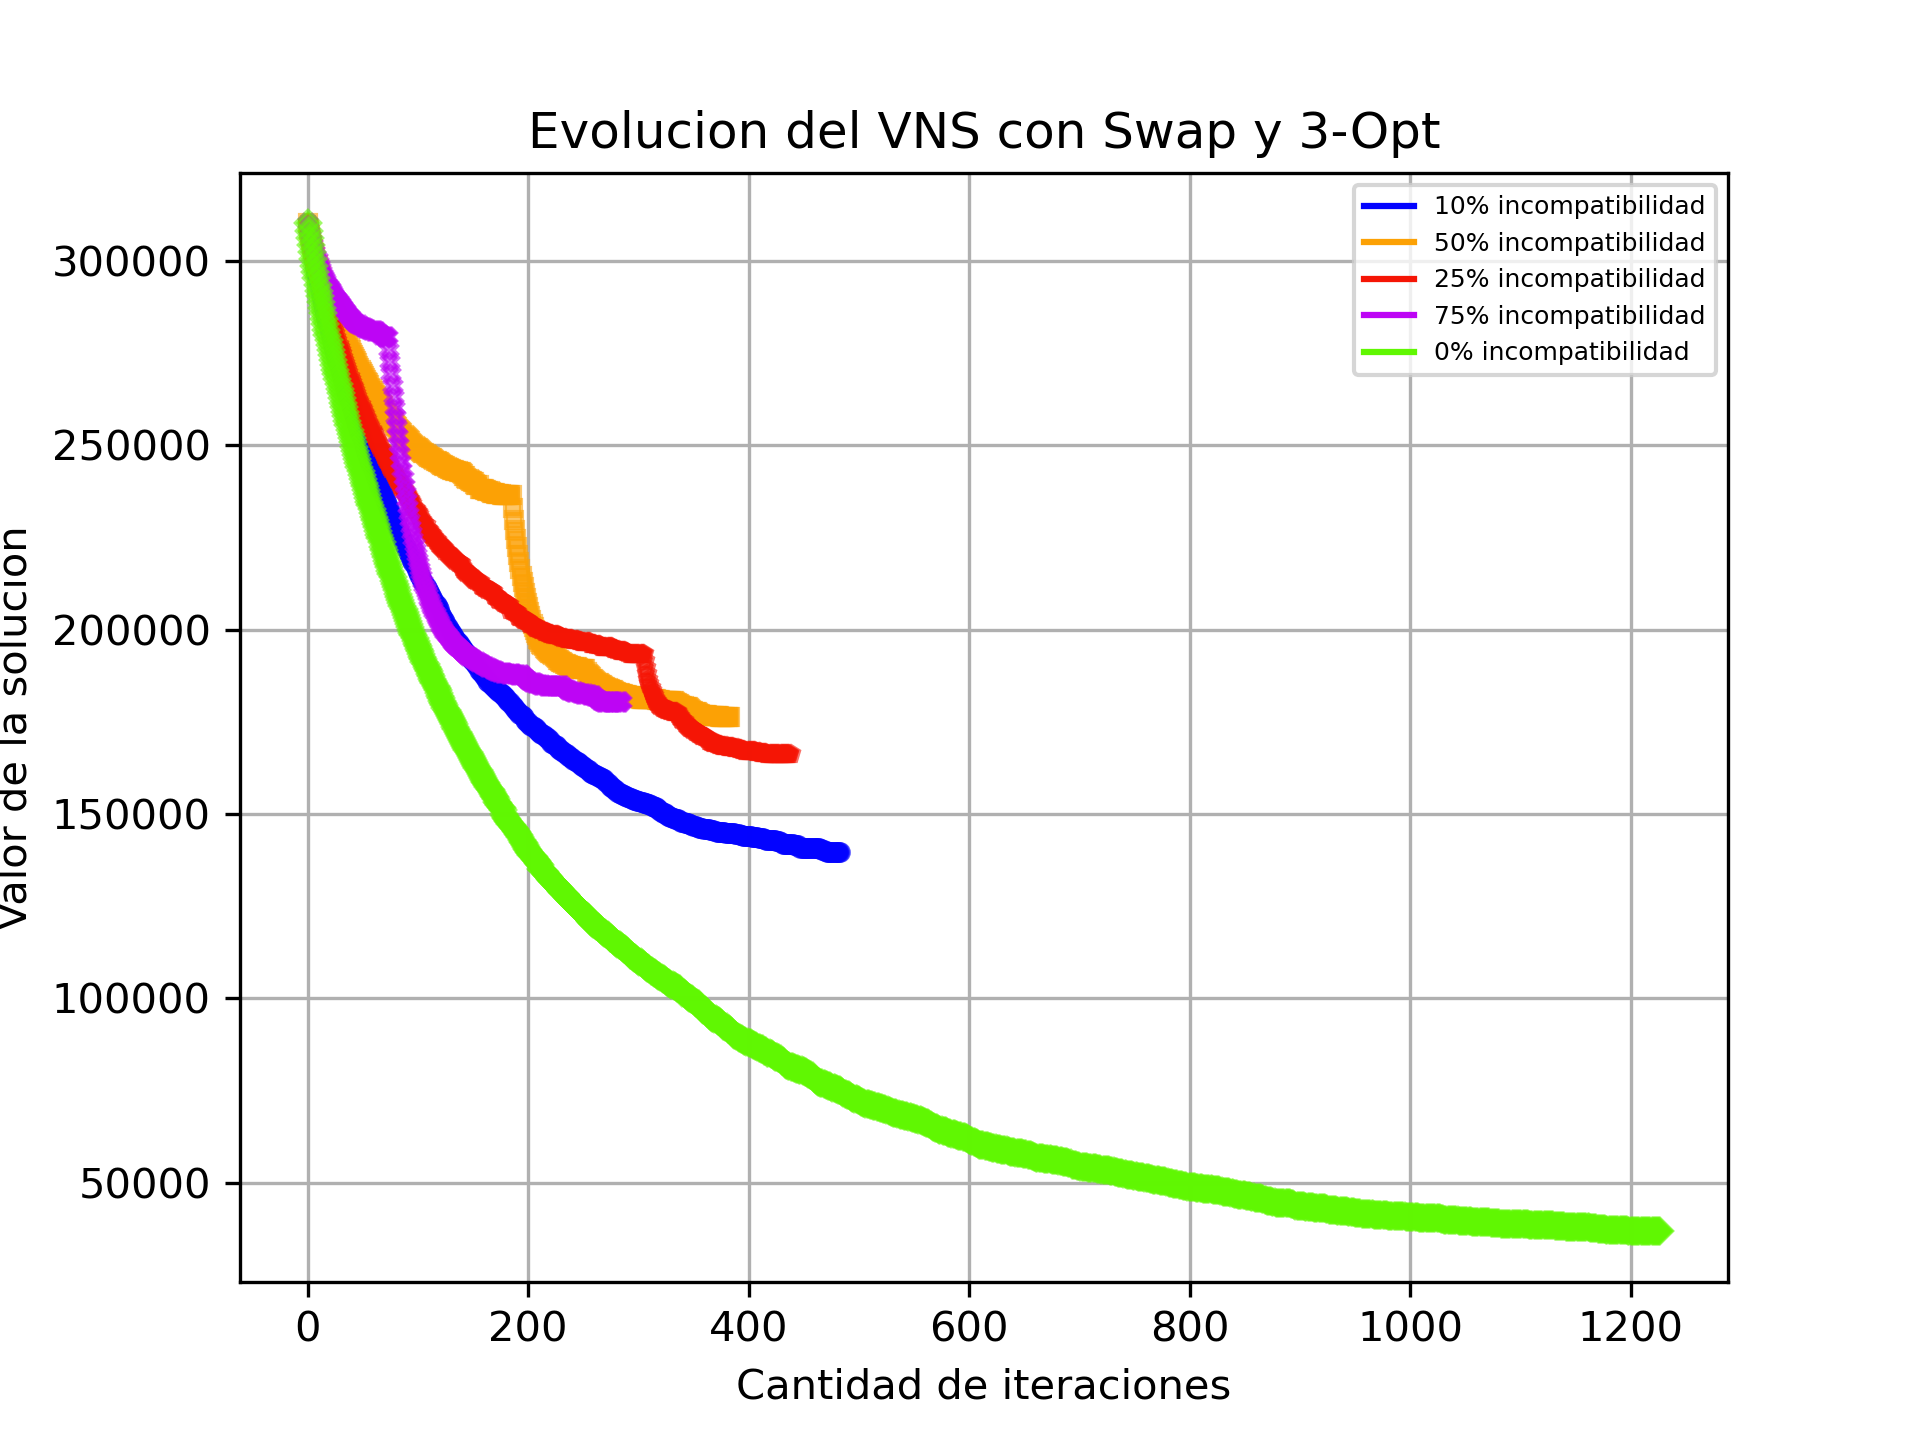 Evolucion del VNS con Swap y 3-Opt
10% incompatibilidad
50% incompatibilidad
25% incompatibilidad
75% incompatibilidad
0% incompatibilidad
300000
250000
200000
150000
100000
50000
Valor de la solucion
0 200 400 600 800 1000 1200
Cantidad de iteraciones